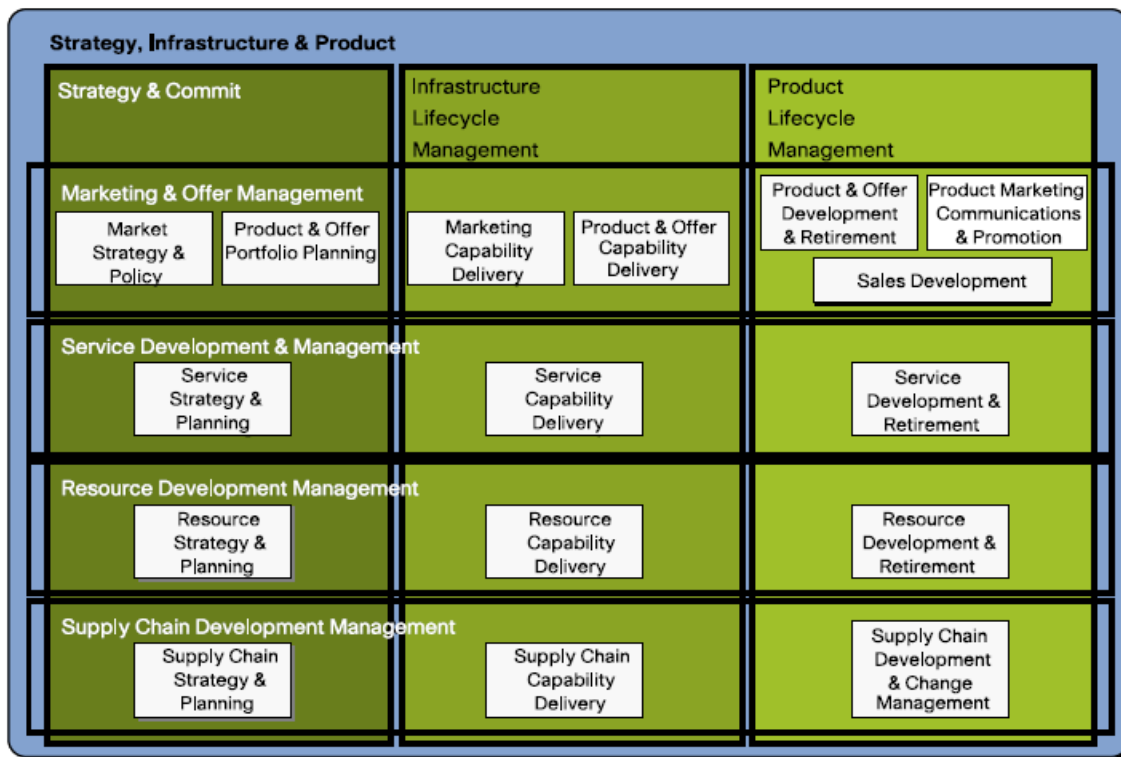 Strategy, Infrastructure & Product
Strategy & Commit
Infrastructure
Lifecycle
Management
Product
Lifecycle
Management
Marketing & Offer Management
Market
Strategy &
Policy
Product & Offer
Portfolio Planning
Marketing
Capability
Delivery
Product & Offer
Capability
Delivery
Product & Offer
Development
& Retirement
Product Marketing
Communications
& Promotion
Sales Development
Service Development & Management
Service
Strategy &
Planning
Service
Capability
Delivery
Service
Development &
Retirement
Resource Development Management
Resource
Strategy &
Planning
Resource
Capability
Delivery
Resource
Development &
Retirement
Supply Chain Development Management
Supply Chain
Strategy &
Planning
Supply Chain
Capability
Delivery
Supply Chain
Development
& Change
Management